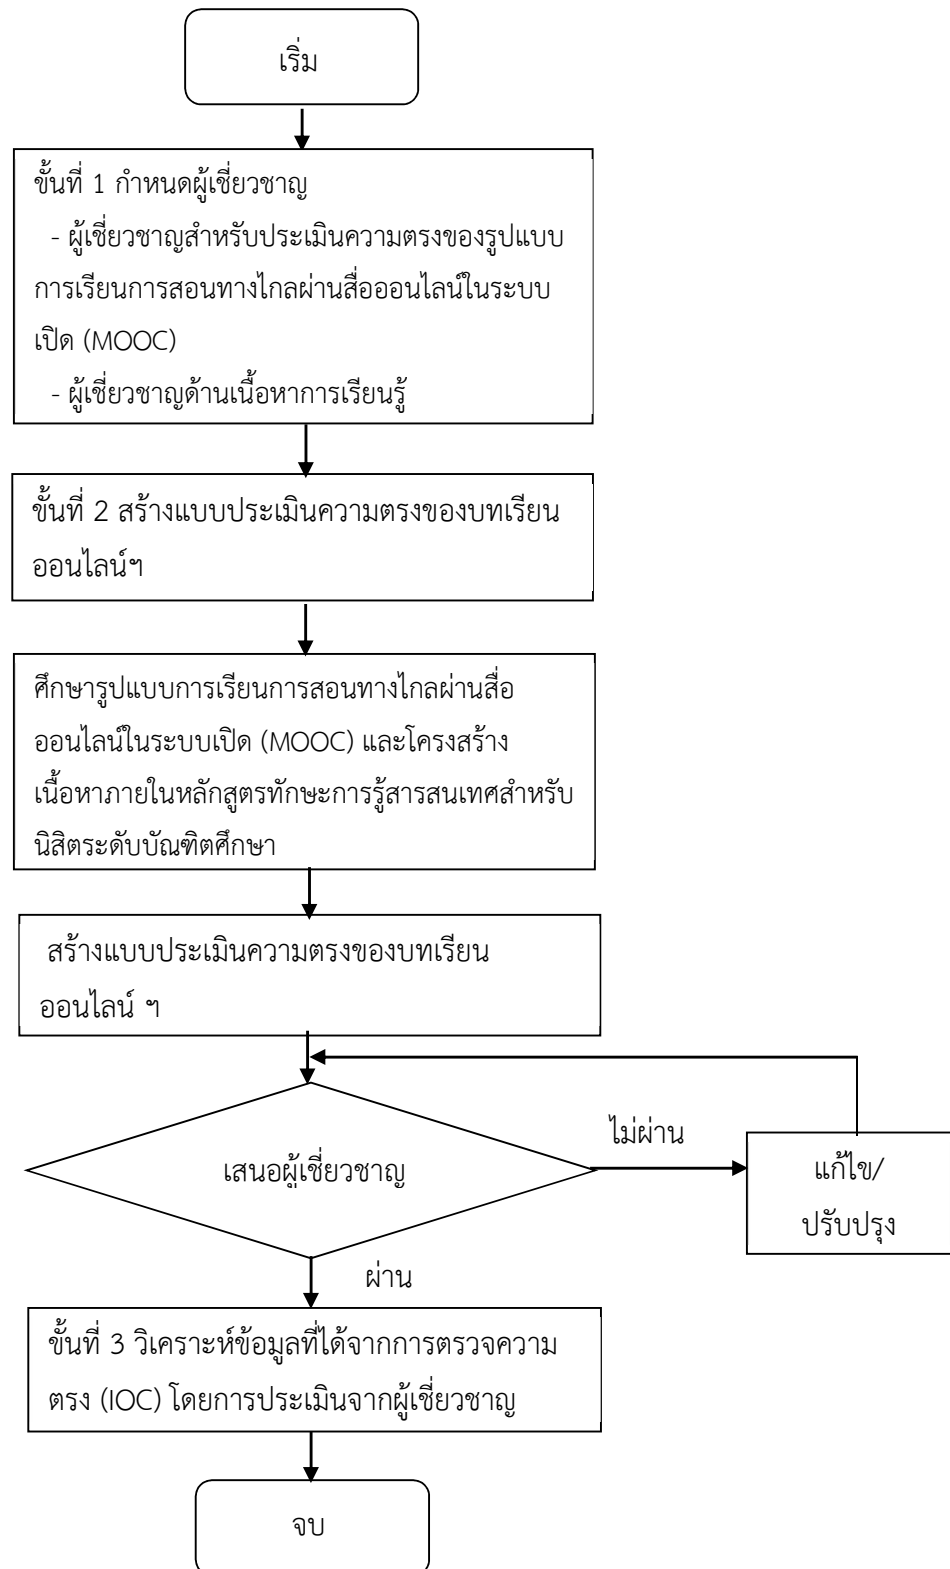 เริ่ม
ขั้นที่ 1 กำหนดผู้เชี่ยวชาญ
- ผู้เชี่ยวชาญสำหรับประเมินความตรงของรูปแบบ
การเรียนการสอนทางไกลผ่านสื่อออนไลน์ในระบบ
เปิด (MOOC)
- ผู้เชี่ยวชาญด้านเนื้อหาการเรียนรู้
ขั้นที่ 2 สร้างแบบประเมินความตรงของบทเรียน
ออนไลน์ฯ
ศึกษารูปแบบการเรียนการสอนทางไกลผ่านสื่อ
ออนไลน์ในระบบเปิด (MOOC) และโครงสร้าง
เนื้อหาภายในหลักสูตรทักษะการรู้สารสนเทศสำหรับ
นิสิตระดับบัณฑิตศึกษา
สร้างแบบประเมินความตรงของบทเรียน
ออนไลน์ ฯ
เสนอผู้เชี่ยวชาญ
ไม่ผ่าน
แก้ไข/
ปรับปรุง
ผ่าน
ขั้นที่ 3 วิเคราะห์ข้อมูลที่ได้จากการตรวจความ
ตรง (IOC) โดยการประเมินจากผู้เชี่ยวชาญ
จบ